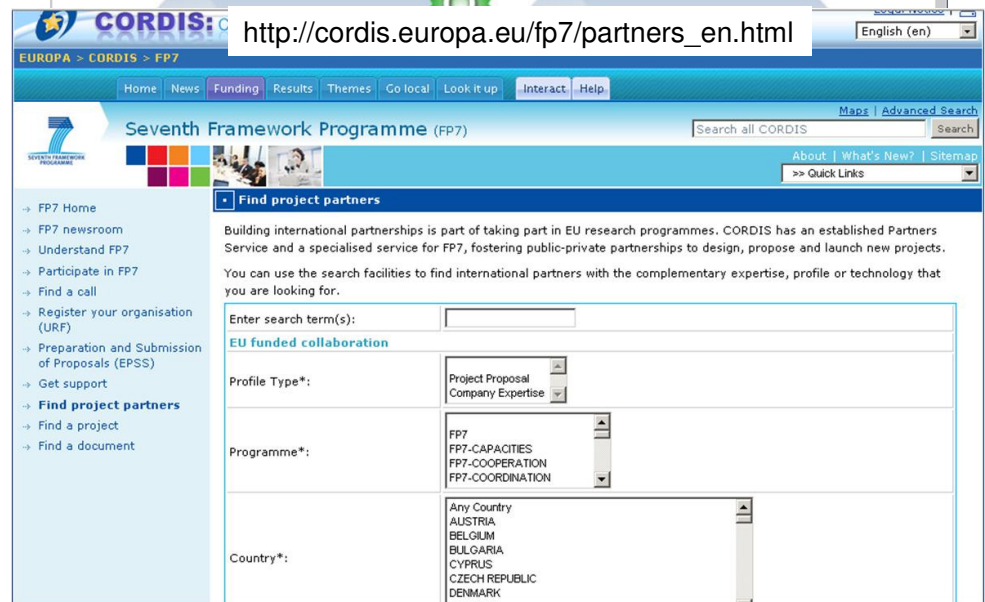 Legal Notice |
CORDIS:
http://cordis.europa.eu/fp7/partners_en.html
English (en)
EUROPA > CORDIS > FP7
Home News Funding Results Themes Go local Look it up Interact Help
Maps | Advanced Search
Seventh Framework Programme (FP7)
Search all CORDIS Search
SEVENTH FRAMEWORK PROGRAMME
About | What's New? | Sitemap
>> Quick Links
Find project partners
FP7 Home
FP7 newsroom
Understand FP7
Participate in FP7
Find a call
Register your organisation (URF)
Preparation and Submission of Proposals (EPSS)
Get support
Find project partners
Find a project
Find a document
Building international partnerships is part of taking part in EU research programmes. CORDIS has an established Partners
Service and a specialised service for FP7, fostering public-private partnerships to design, propose and launch new projects.
You can use the search facilities to find international partners with the complementary expertise, profile or technology that
you are looking for.
Enter search term(s):
EU funded collaboration
Profile Type*:
Project Proposal
Company Expertise
Programme*:
FP7
FP7-CAPACITIES
FP7-COOPERATION
FP7-COORDINATION
Country*:
Any Country
AUSTRIA
BELGIUM
BULGARIA
CYPRUS
CZECH REPUBLIC
DENMARK